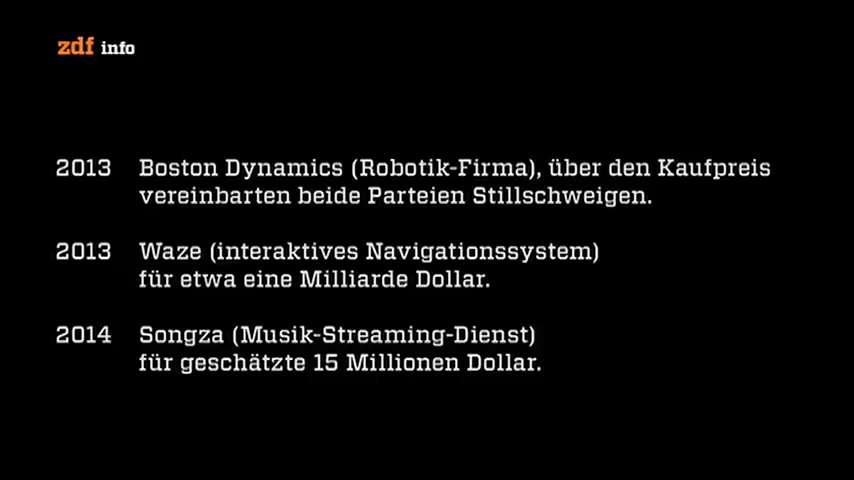 zdf info
2013 Boston Dynamics (Robotik-Firma), über den Kaufpreis
vereinbarten beide Parteien Stillschweigen.
2013 Waze (interaktives Navigationssystem)
für etwa eine Milliarde Dollar.
2014 Songza (Musik-Streaming-Dienst)
für geschätzte 15 Millionen Dollar.